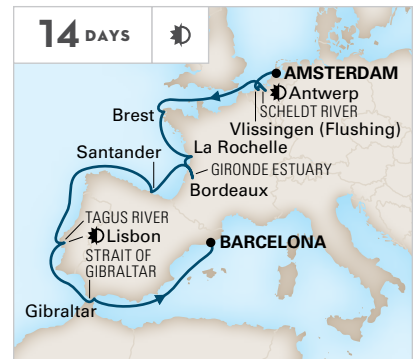 14 DAYS
AMSTERDAM
Antwerp
SCHELDT RIVER
Vlissingen (Flushing)
Brest
La Rochelle
Santander
GIRONDE ESTUARY
Bordeaux
TAGUS RIVER
Lisbon
BARCELONA
STRAIT OF
GIBRALTAR
Gibraltar